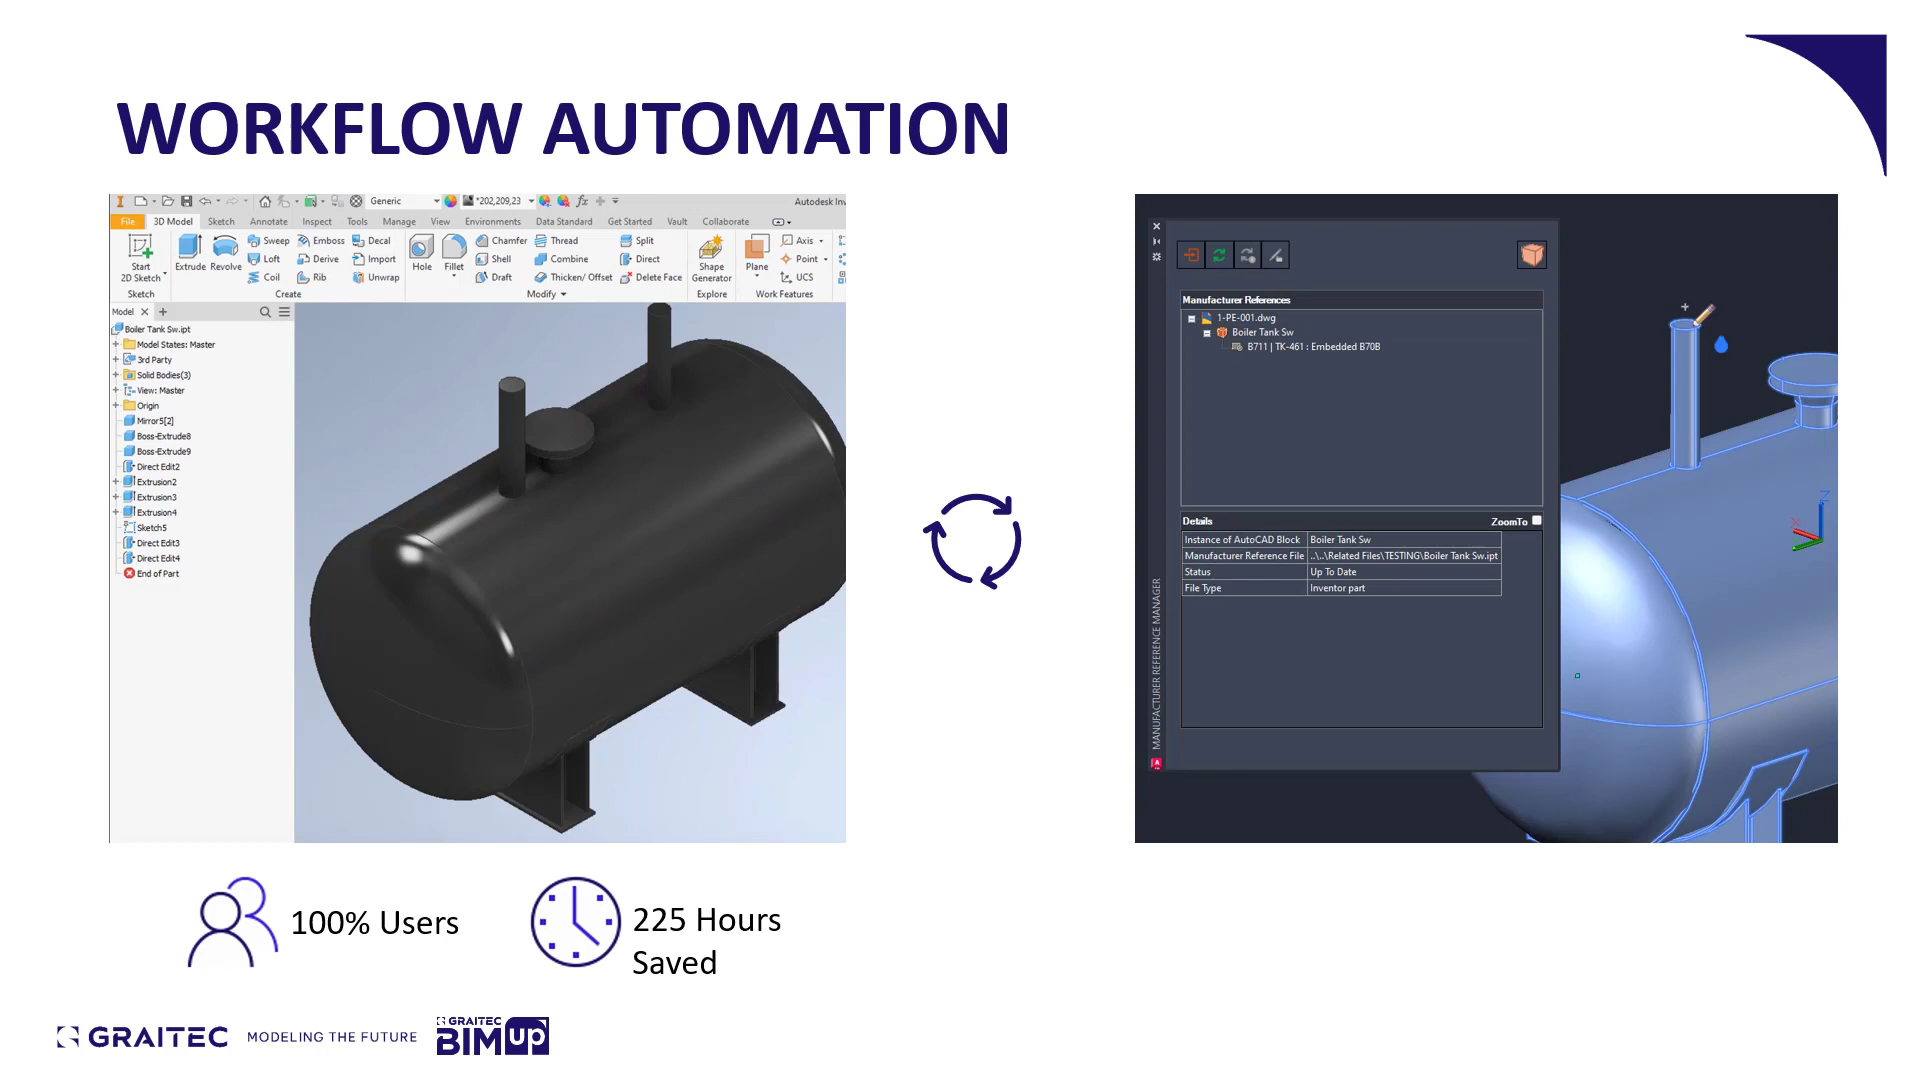 WORKFLOW AUTOMATION
Generic
*202,209,23
Autodesk Inv
File 3D Model Sketch Annotate Inspect Tools Manage View Environments Data Standard Get Started Vault Collaborate
Start
2D Sketch
Extrude Revolve
Sweep Emboss Decal
Loft Derive Import
Coil Rib Unwrap
Hole Fillet
Chamfer Thread Split
Shell Combine Direct
Draft Thicken/ Offset Delete Face
Shape
Generator
Plane
Axis
Point
UCS
Sketch Create Modify Explore Work Features
Model
Boiler Tank Sw.ipt
Model States: Master
3rd Party
Solid Bodies(3)
View: Master
Origin
Mirror5[2]
Boss-Extrude8
Boss-Extrude9
Direct Edit2
Extrusion2
Extrusion3
Extrusion4
Sketch5
Direct Edit3
Direct Edit4
End of Part
Manufacturer References
1-PE-001.dwg
Boiler Tank Sw
B711 | TK-461 : Embedded B70B
Details ZoomTo
Instance of AutoCAD Block Boiler Tank Sw
Manufacturer Reference File ..\..\Related Files\TESTING\Boiler Tank Sw.ipt
Status Up To Date
File Type Inventor part
MANUFACTURER REFERENCE MANAGER
Z
X
100% Users
225 Hours
Saved
GRAITEC MODELING THE FUTURE
GRAITEC
BIM up